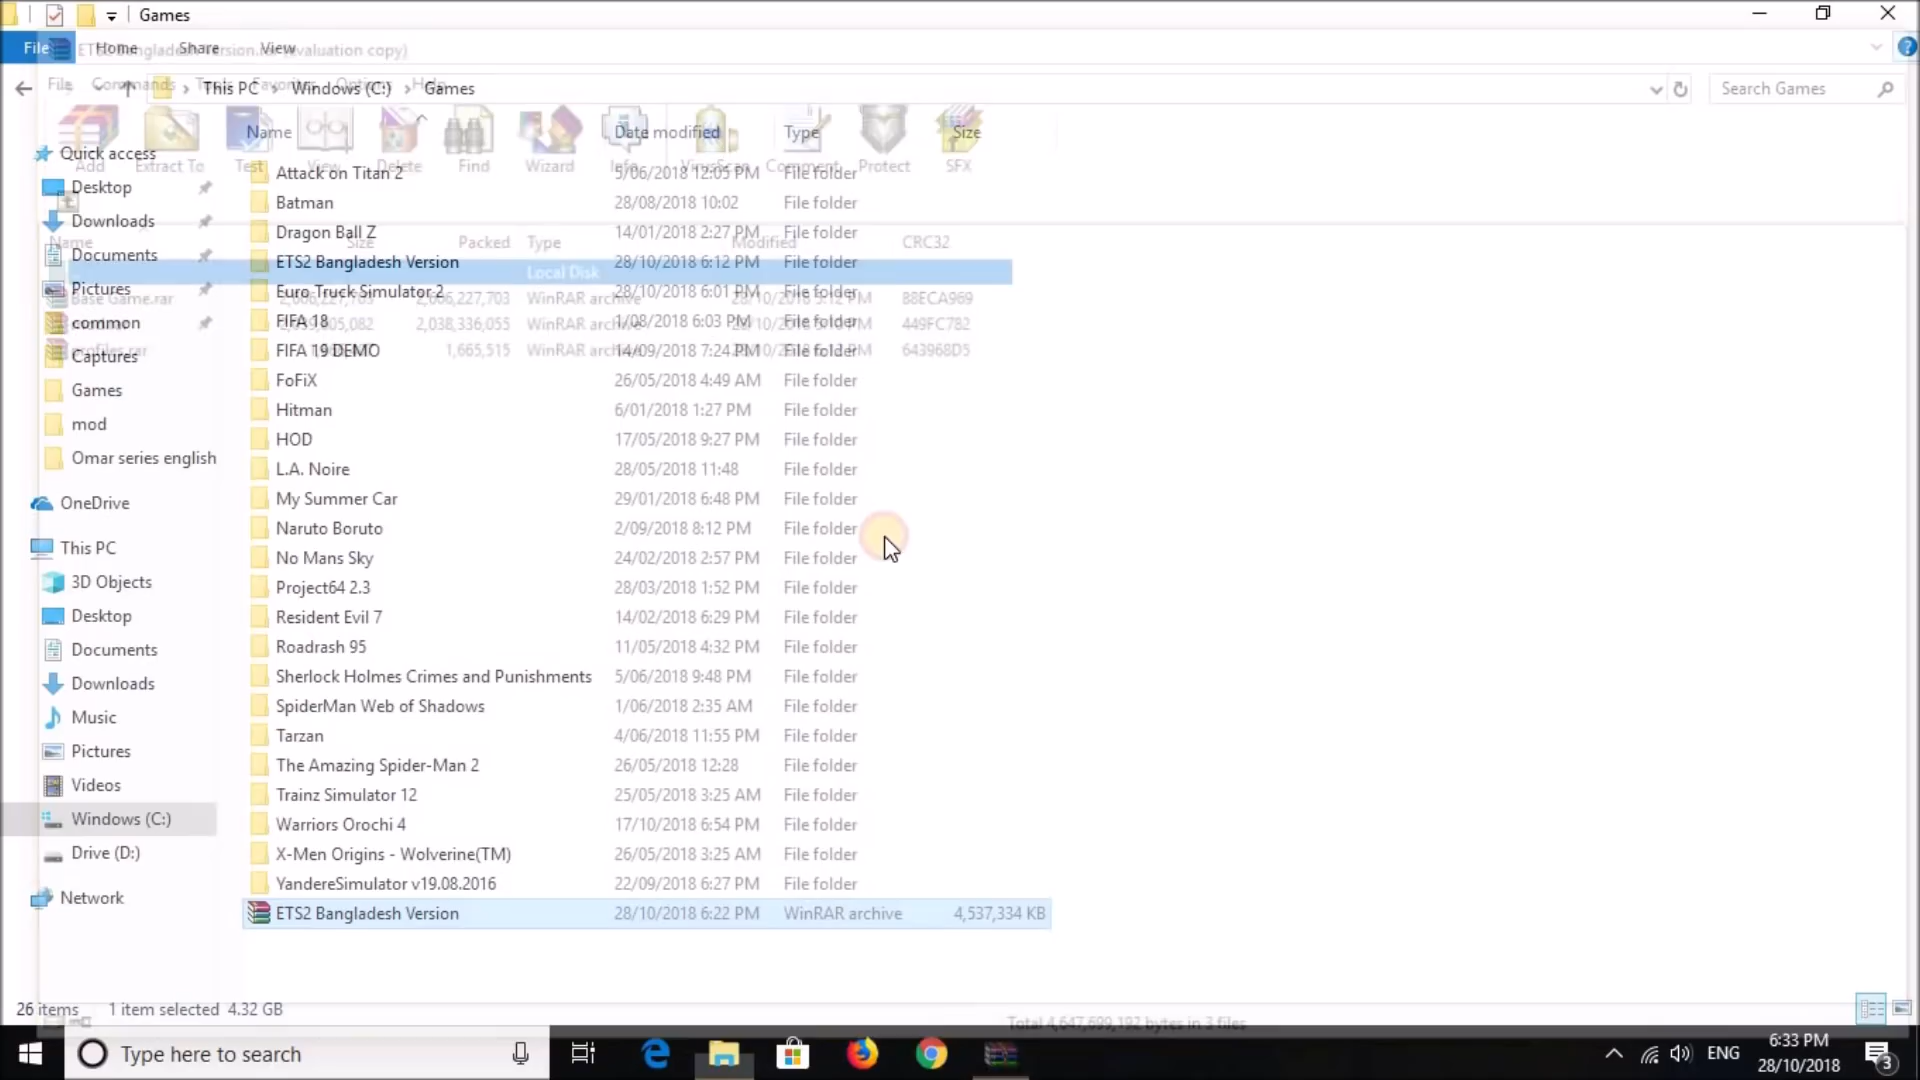 Games
File Home Share View
ETS2 Bangladesh Version.rar (evaluation copy)
File Commands Tools Favorites Options Help
This PC Windows (C:) Games
Search Games
Name Date modified Type Size
Add Extract To Test View Delete Find Wizard Info VirusScan Comment Protect SFX
Quick access
Desktop
Downloads
Documents
Pictures
common
Captures
Games
mod
Omar series english
OneDrive
This PC
3D Objects
Desktop
Documents
Downloads
Music
Pictures
Videos
Windows (C:)
Drive (D:)
Network
Attack on Titan 2 5/06/2018 12:05 PM File folder
Batman 28/08/2018 10:02 File folder
Dragon Ball Z 14/01/2018 2:27 PM File folder
Name Size Packed Type Modified CRC32
ETS2 Bangladesh Version 28/10/2018 6:12 PM File folder
Local Disk
Euro Truck Simulator 2 28/10/2018 6:01 PM File folder
Base Game.rar WinRAR archive 88ECA969
FIFA 18 1/08/2018 6:03 PM File folder
2,038,336,055 WinRAR archive 449FC782
FIFA 19 DEMO 14/09/2018 7:24 PM File folder
profiles.rar 1,665,515 WinRAR archive 643968D5
FoFiX 26/05/2018 4:49 AM File folder
Hitman 6/01/2018 1:27 PM File folder
HOD 17/05/2018 9:27 PM File folder
L.A. Noire 28/05/2018 11:48 File folder
My Summer Car 29/01/2018 6:48 PM File folder
Naruto Boruto 2/09/2018 8:12 PM File folder
No Mans Sky 24/02/2018 2:57 PM File folder
Project64 2.3 28/03/2018 1:52 PM File folder
Resident Evil 7 14/02/2018 6:29 PM File folder
Roadrash 95 11/05/2018 4:32 PM File folder
Sherlock Holmes Crimes and Punishments 5/06/2018 9:48 PM File folder
SpiderMan Web of Shadows 1/06/2018 2:35 AM File folder
Tarzan 4/06/2018 11:55 PM File folder
The Amazing Spider-Man 2 26/05/2018 12:28 File folder
Trainz Simulator 12 25/05/2018 3:25 AM File folder
Warriors Orochi 4 17/10/2018 6:54 PM File folder
X-Men Origins - Wolverine(TM) 26/05/2018 3:25 AM File folder
YandereSimulator v19.08.2016 22/09/2018 6:27 PM File folder
ETS2 Bangladesh Version 28/10/2018 6:22 PM WinRAR archive 4,537,334 KB
26 items 1 item selected 4.32 GB
Total 4,647,699,192 bytes in 3 files
Type here to search
ENG
6:33 PM
28/10/2018
3